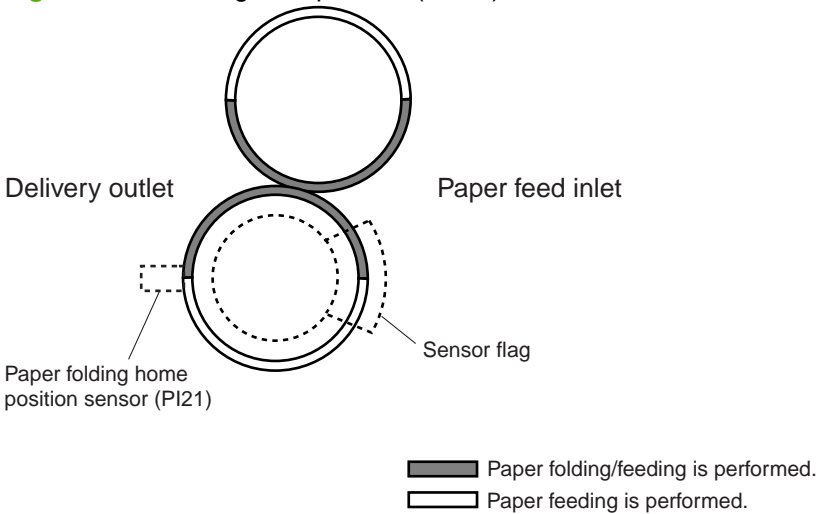 Delivery outlet
Paper feed inlet
Sensor flag
Paper folding home
position sensor (PI21)
Paper folding/feeding is performed.
Paper feeding is performed.